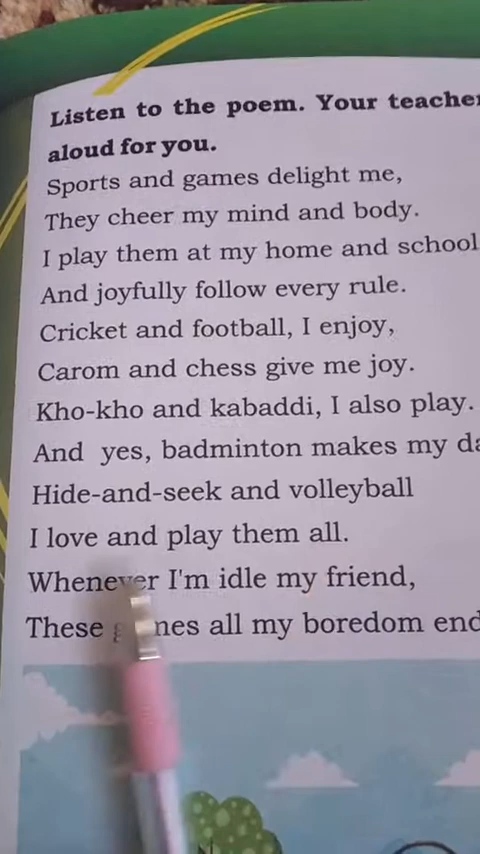 Listen to the poem. Your teacher
aloud for you.
Sports and games delight me,
They cheer my mind and body.
I play them at my home and school
And joyfully follow every rule.
Cricket and football, I enjoy,
Carom and chess give me joy.
Kho-kho and kabaddi, I also play.
And yes, badminton makes my
Hide-and-seek and volleyball
I love and play them all.
Whenever I'm idle my friend,
These games all my boredom end